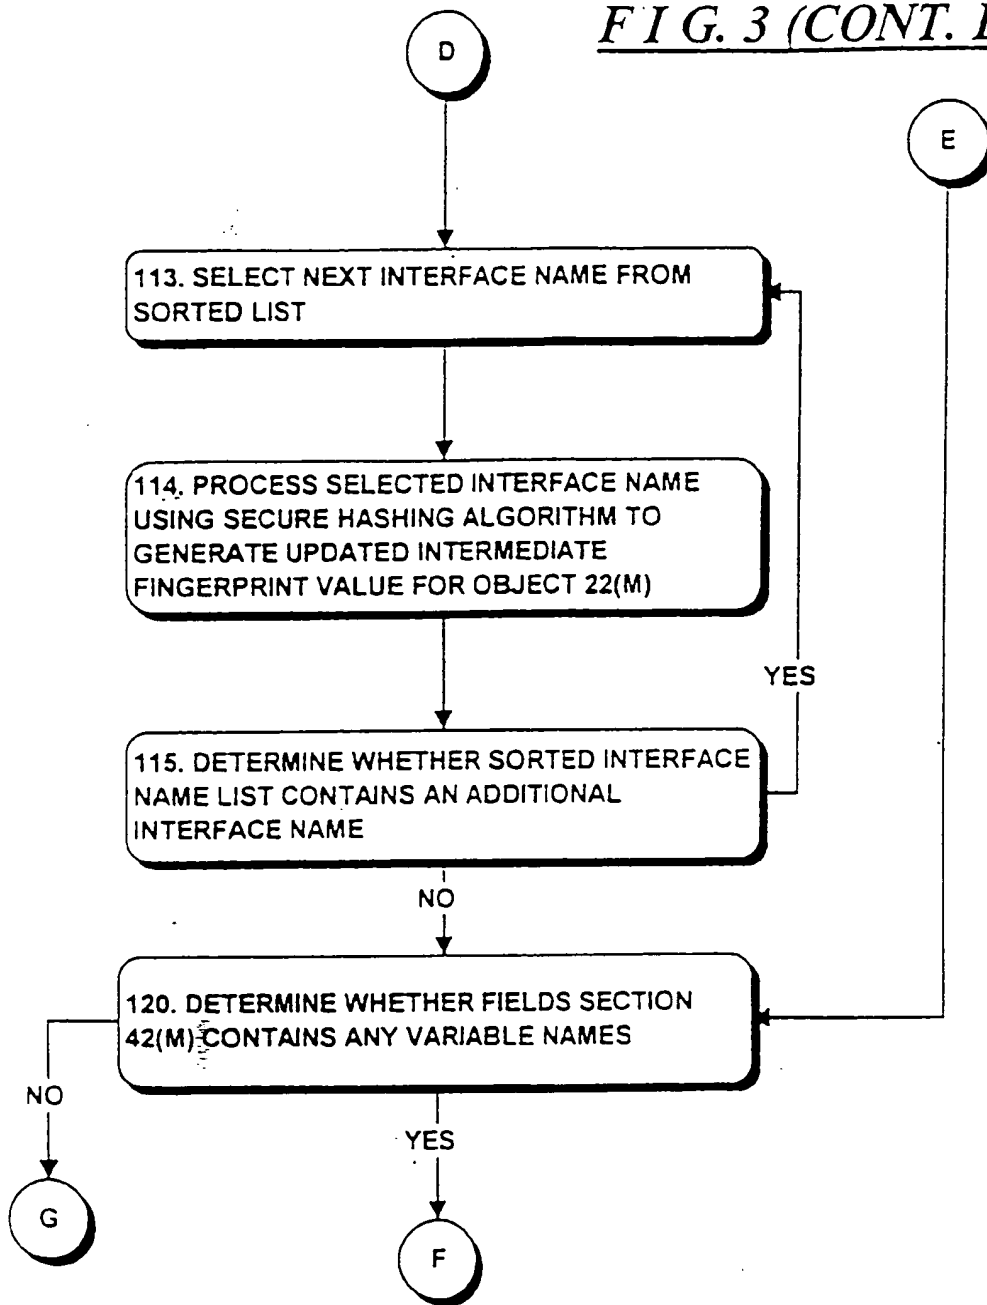 FIG. 3 (CONT.
D
E
113. SELECT NEXT INTERFACE NAME FROM
SORTED LIST
114. PROCESS SELECTED INTERFACE NAME
USING SECURE HASHING ALGORITHM TO
GENERATE UPDATED INTERMEDIATE
FINGERPRINT VALUE FOR OBJECT 22(M)
YES
115. DETERMINE WHETHER SORTED INTERFACE
NAME LIST CONTAINS AN ADDITIONAL
INTERFACE NAME
NO
120. DETERMINE WHETHER FIELDS SECTION
42(M) CONTAINS ANY VARIABLE NAMES
NO
YES
G
F